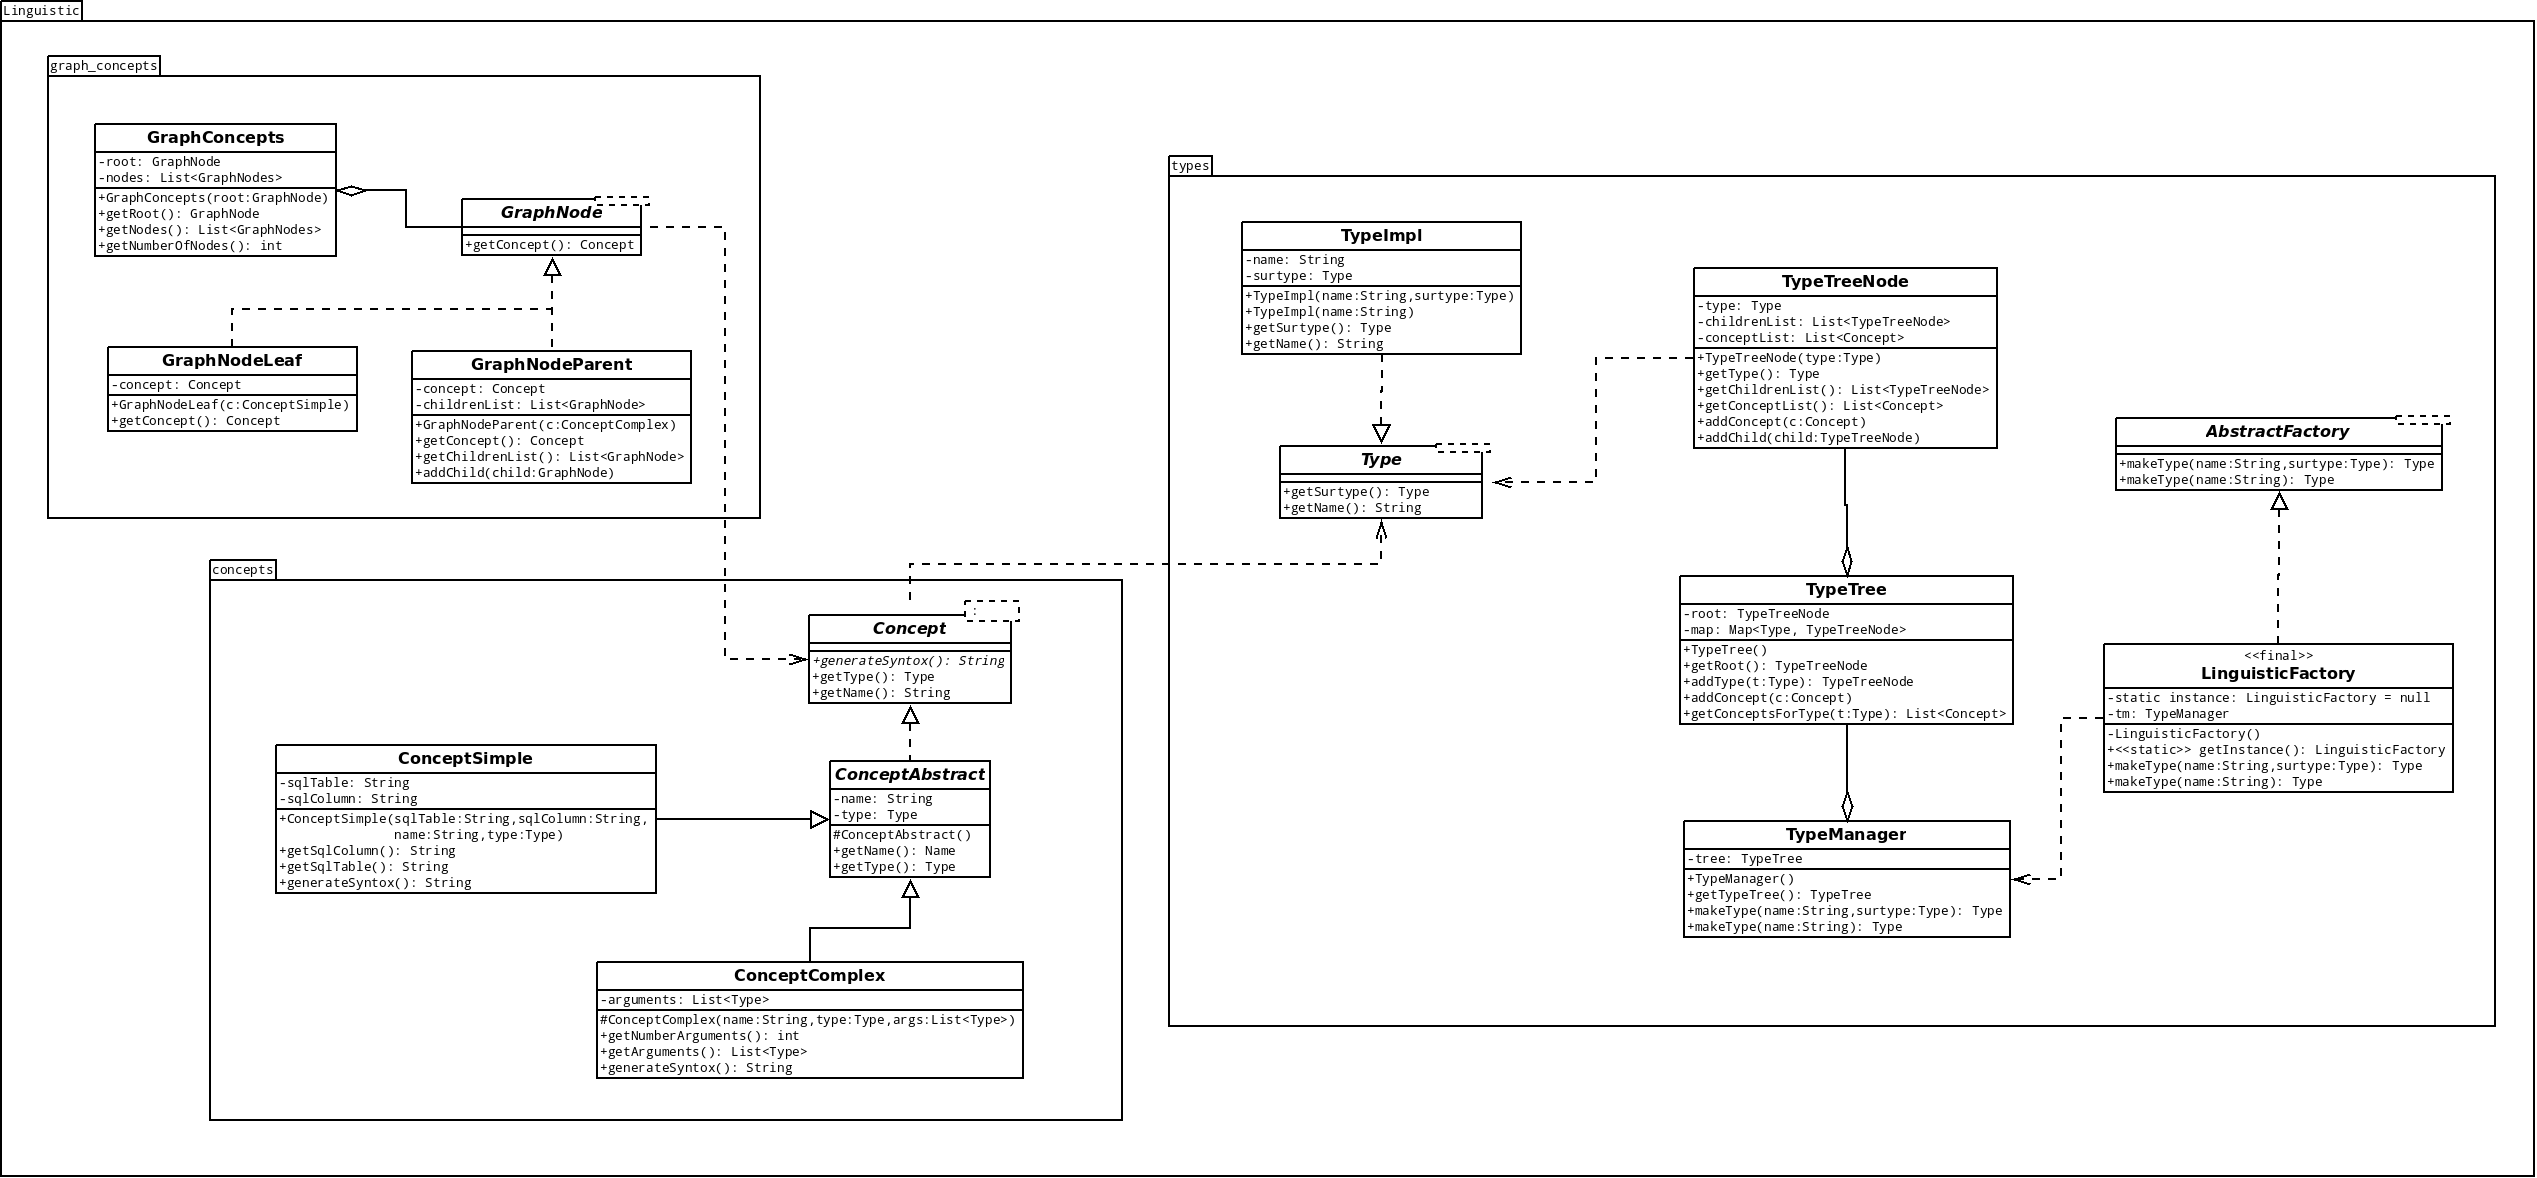 Linguistic
graph_concepts
GraphConcepts
-root: GraphNode
-nodes: List<GraphNodes>
+GraphConcepts(root:GraphNode)
+getRoot(): GraphNode
+getNodes(): List<GraphNodes>
+getNumberOfNodes(): int
GraphNode
+getConcept(): Concept
GraphNodeLeaf
-concept: Concept
+GraphNodeLeaf(c:ConceptSimple)
+getConcept(): Concept
GraphNodeParent
-concept: Concept
-childrenList: List<GraphNode>
+GraphNodeParent(c:ConceptComplex)
+getConcept(): Concept
+getChildrenList(): List<GraphNode>
+addChild(child:GraphNode)
concepts
:
Concept
+generateSyntox(): String
+getType(): Type
+getName(): String
ConceptSimple
-sqlTable: String
-sqlColumn: String
+ConceptSimple(sqlTable:String,sqlColumn:String,
name:String,type:Type)
+getSqlColumn(): String
+getSqlTable(): String
+generateSyntox(): String
ConceptAbstract
-name: String
-type: Type
#ConceptAbstract()
+getName(): Name
+getType(): Type
ConceptComplex
-arguments: List<Type>
#ConceptComplex(name:String,type:Type,args:List<Type>)
+getNumberArguments(): int
+getArguments(): List<Type>
+generateSyntox(): String
types
TypeImpl
-name: String
-surtype: Type
+TypeImpl(name:String,surtype:Type)
+TypeImpl(name:String)
+getSurtype(): Type
+getName(): String
Type
+getSurtype(): Type
+getName(): String
TypeTreeNode
-type: Type
-childrenList: List<TypeTreeNode>
-conceptList: List<Concept>
+TypeTreeNode(type:Type)
+getType(): Type
+getChildrenList(): List<TypeTreeNode>
+getConceptList(): List<Concept>
+addConcept(c:Concept)
+addChild(child:TypeTreeNode)
AbstractFactory
+makeType(name:String,surtype:Type): Type
+makeType(name:String): Type
TypeTree
-root: TypeTreeNode
-map: Map<Type, TypeTreeNode>
+TypeTree()
+getRoot(): TypeTreeNode
+addType(t:Type): TypeTreeNode
+addConcept(c:Concept)
+getConceptsForType(t:Type): List<Concept>
<<final>>
LinguisticFactory
-static instance: LinguisticFactory = null
-tm: TypeManager
-LinguisticFactory()
+<<static>> getInstance(): LinguisticFactory
+makeType(name:String,surtype:Type): Type
+makeType(name:String): Type
TypeManager
-tree: TypeTree
+TypeManager()
+getTypeTree(): TypeTree
+makeType(name:String,surtype:Type): Type
+makeType(name:String): Type